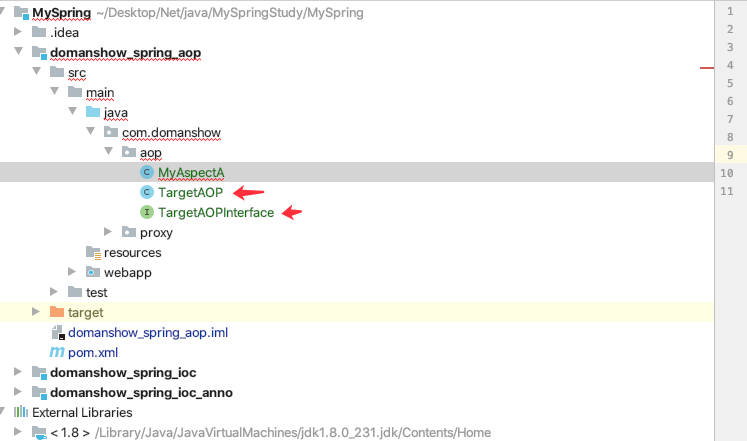 MySpring ~/Desktop/Net/java/MySpringStudy/MySpring
.idea
domanshow_spring_aop
src
main
java
com.domanshow
aop
C MyAspectA
C TargetAOP
I TargetAOPInterface
proxy
resources
webapp
test
target
domanshow_spring_aop.iml
m pom.xml
domanshow_spring_ioc
domanshow_spring_ioc_anno
External Libraries
< 1.8 > /Library/Java/JavaVirtualMachines/jdk1.8.0_231.jdk/Contents/Home
1
2
3
4
5
6
7
8
9
10
11